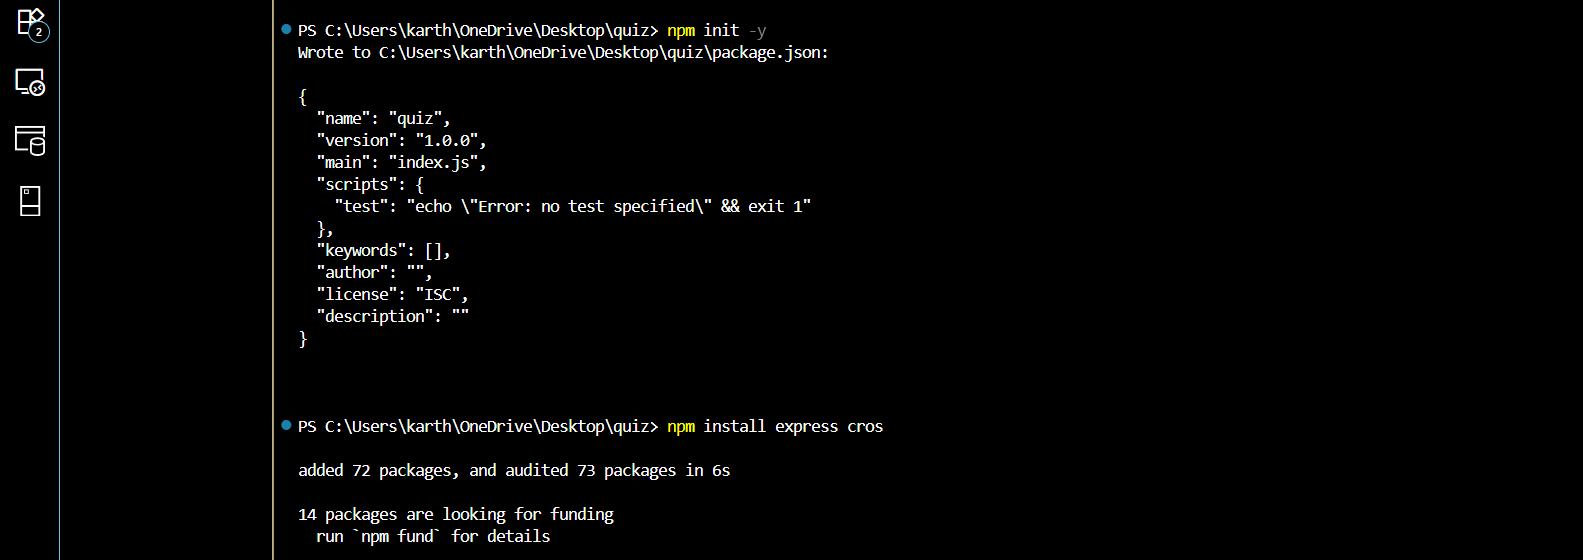 2
PS C:\Users\karth\OneDrive\Desktop\quiz> npm init -y
Wrote to C:\Users\karth\OneDrive\Desktop\quiz\package.json:
{
  "name": "quiz",
  "version": "1.0.0",
  "main": "index.js",
  "scripts": {
    "test": "echo \"Error: no test specified\" && exit 1"
  },
  "keywords": [],
  "author": "",
  "license": "ISC",
  "description": ""
}
PS C:\Users\karth\OneDrive\Desktop\quiz> npm install express cros
added 72 packages, and audited 73 packages in 6s
14 packages are looking for funding
  run `npm fund` for details